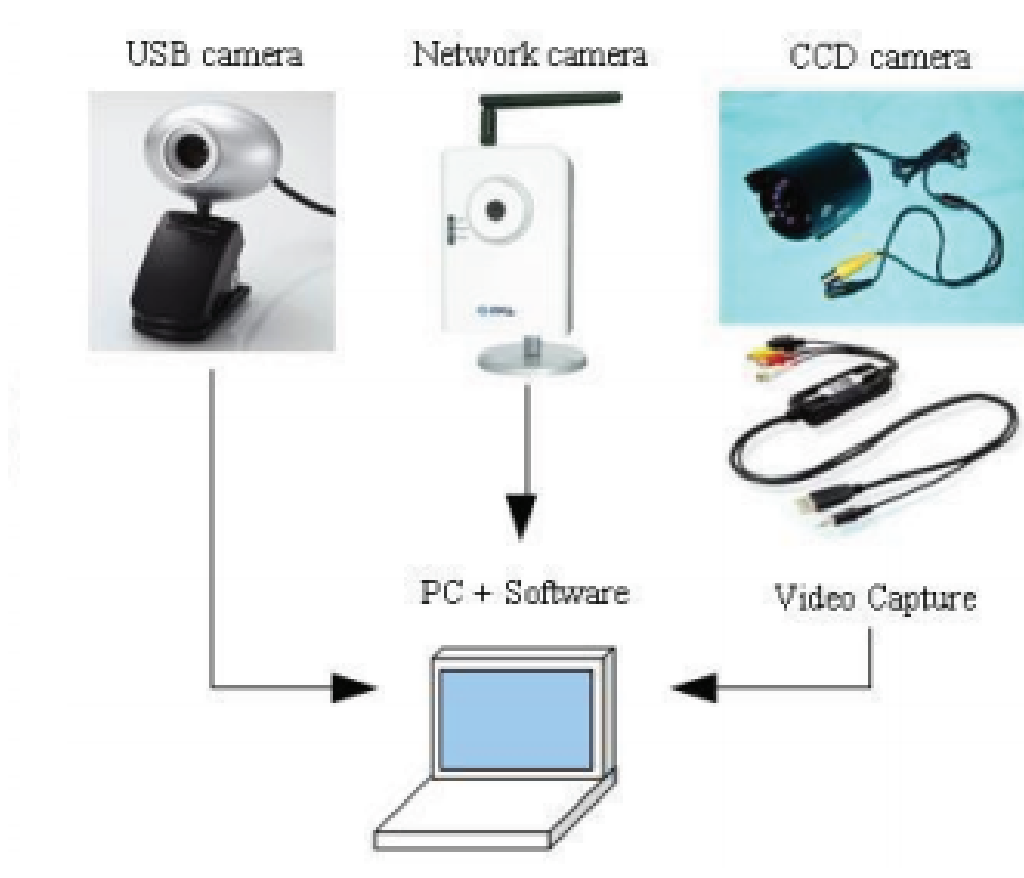 USB camera
Network camera
CCD camera
PC + Software
Video Capture